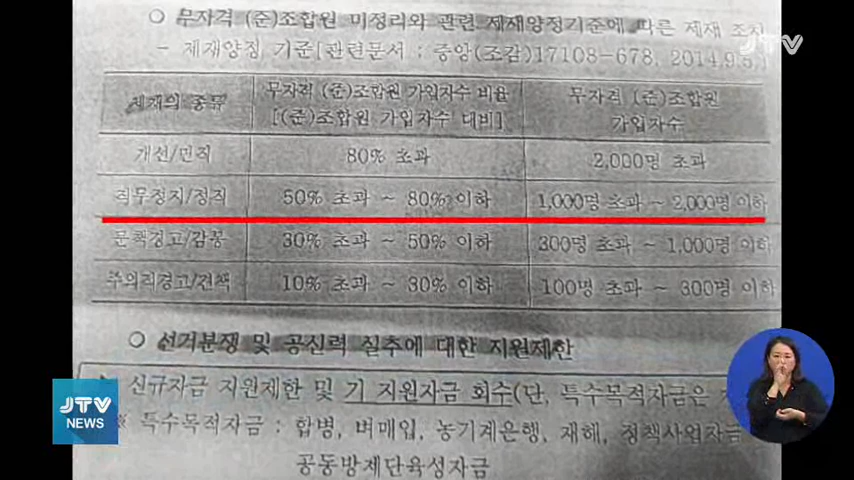 ○ 무자격 (준)조합원 미정리와 관련 제재양정기준에 따른 제재 조치
JTV
- 제재양정 기준[관련문서 : 중앙(조감)17108-678, 2014.9.5.]
제재의 종류 무자격 (준)조합원 가입자수 비율 [(준)조합원 가입자수 대비] 무자격 (준)조합원 가입자수
개선/면직 80% 초과 2,000명 초과
직무정지/정직 50% 초과 ~ 80% 이하 1,000명 초과 ~ 2,000명 이하
문책경고/감봉 30% 초과 ~ 50% 이하 300명 초과 ~ 1,000명 이하
주의적경고/견책 10% 초과 ~ 30% 이하 100명 초과 ~ 300명 이하
○ 선거분쟁 및 공신력 실추에 대한 지원제한
신규자금 지원제한 및 기 지원자금 회수(단, 특수목적자금은
※ 특수목적자금 : 합병, 벼매입, 농기계은행, 재해, 정책사업자금
공동방제단육성자금
JTV
NEWS